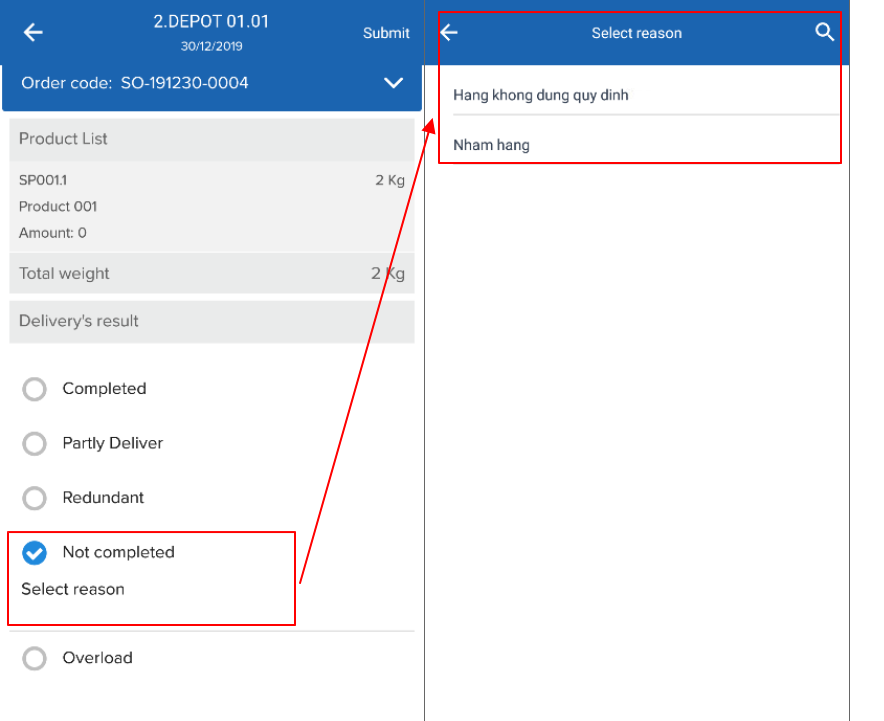 2.DEPOT 01.01
30/12/2019
Submit
Order code: SO-191230-0004
Product List
SP001.1 2 Kg
Product 001
Amount: 0
Total weight 2 Kg
Delivery's result
Completed
Partly Deliver
Redundant
Not completed
Select reason
Overload
Select reason
Hang khong dung quy dinh
Nham hang